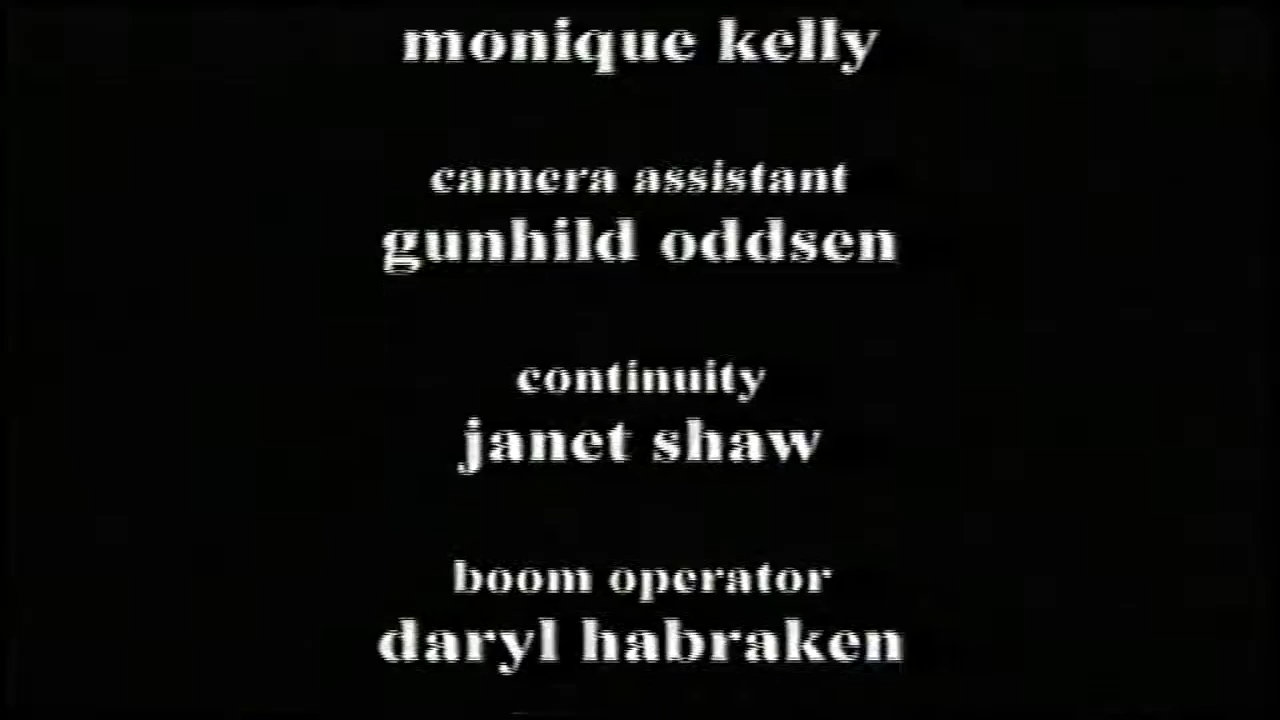 monique kelly
camera assistant
gunhild oddsen
continuity
janet shaw
boom operator
daryl habraken